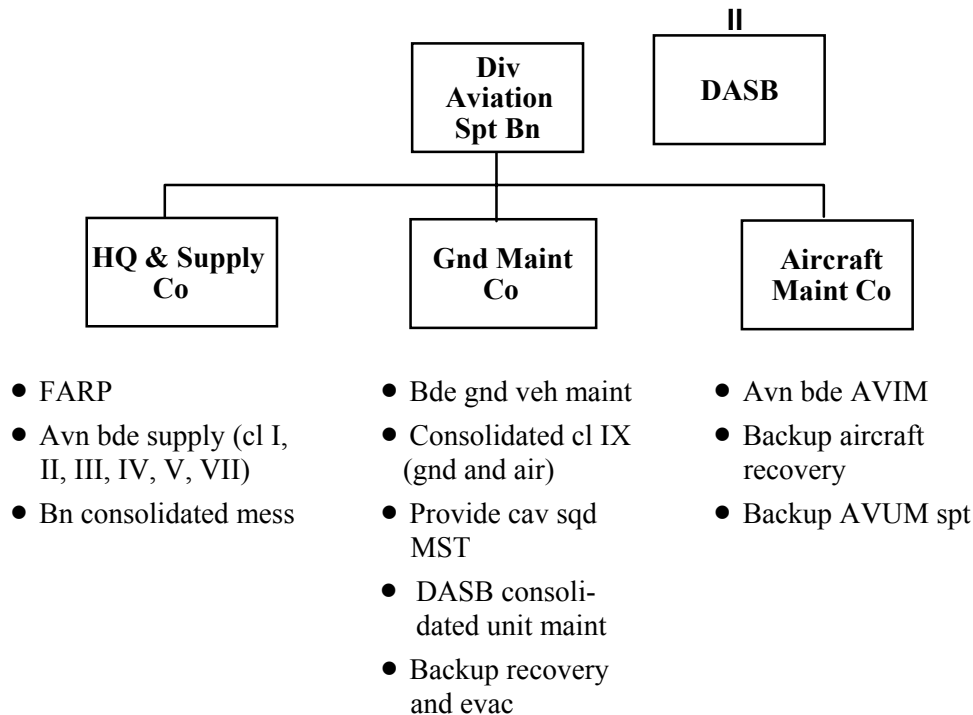 II
Div
Aviation
Spt Bn
DASB
HQ & Supply
Co
Gnd Maint
Co
Aircraft
Maint Co
● FARP
● Avn bde supply (cl I,
II, III, IV, V, VII)
● Bn consolidated mess
● Bde gnd veh maint
● Consolidated cl IX
(gnd and air)
● Provide cav sqd
MST
● DASB consoli-
dated unit maint
● Backup recovery
and evac
● Avn bde AVIM
● Backup aircraft
recovery
● Backup AVUM spt